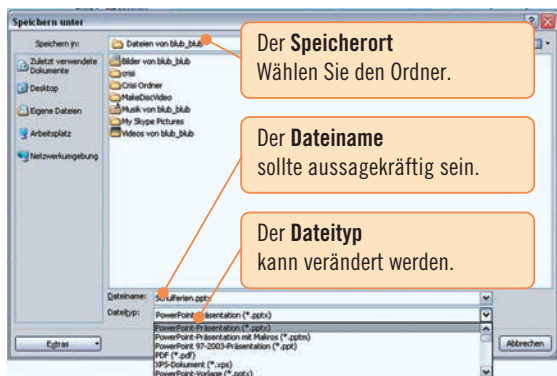 Speichern unter
Speichern in:
Dateien von blub_blub
Zuletzt verwendete
Dokumente
Desktop
Eigene Dateien
Arbeitsplatz
Netzwerkumgebung
Bilder von blub_blub
crisi
Crisi Ordner
MakeDiscVideo
Musik von blub_blub
My Skype Pictures
Videos von blub_blub
Der Speicherort
Wählen Sie den Ordner.
Der Dateiname
sollte aussagekräftig sein.
Der Dateityp
kann verändert werden.
Dateiname:
Schulferien.pptx
Dateityp:
PowerPoint-Präsentation (*.pptx)
PowerPoint-Präsentation (*.pptx)
PowerPoint-Präsentation mit Makros (*.pptm)
PowerPoint 97-2003-Präsentation (*.ppt)
PDF (*.pdf)
XPS-Dokument (*.xps)
PowerPoint-Vorlage (*.potx)
Extras
Abbrechen